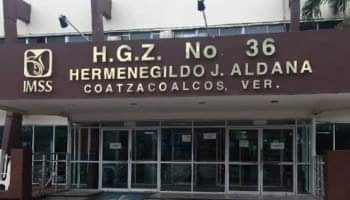 H.G.Z. No. 36
HERMENEGILDO J. ALDANA
COATZACOALCOS, VER.
IMSS